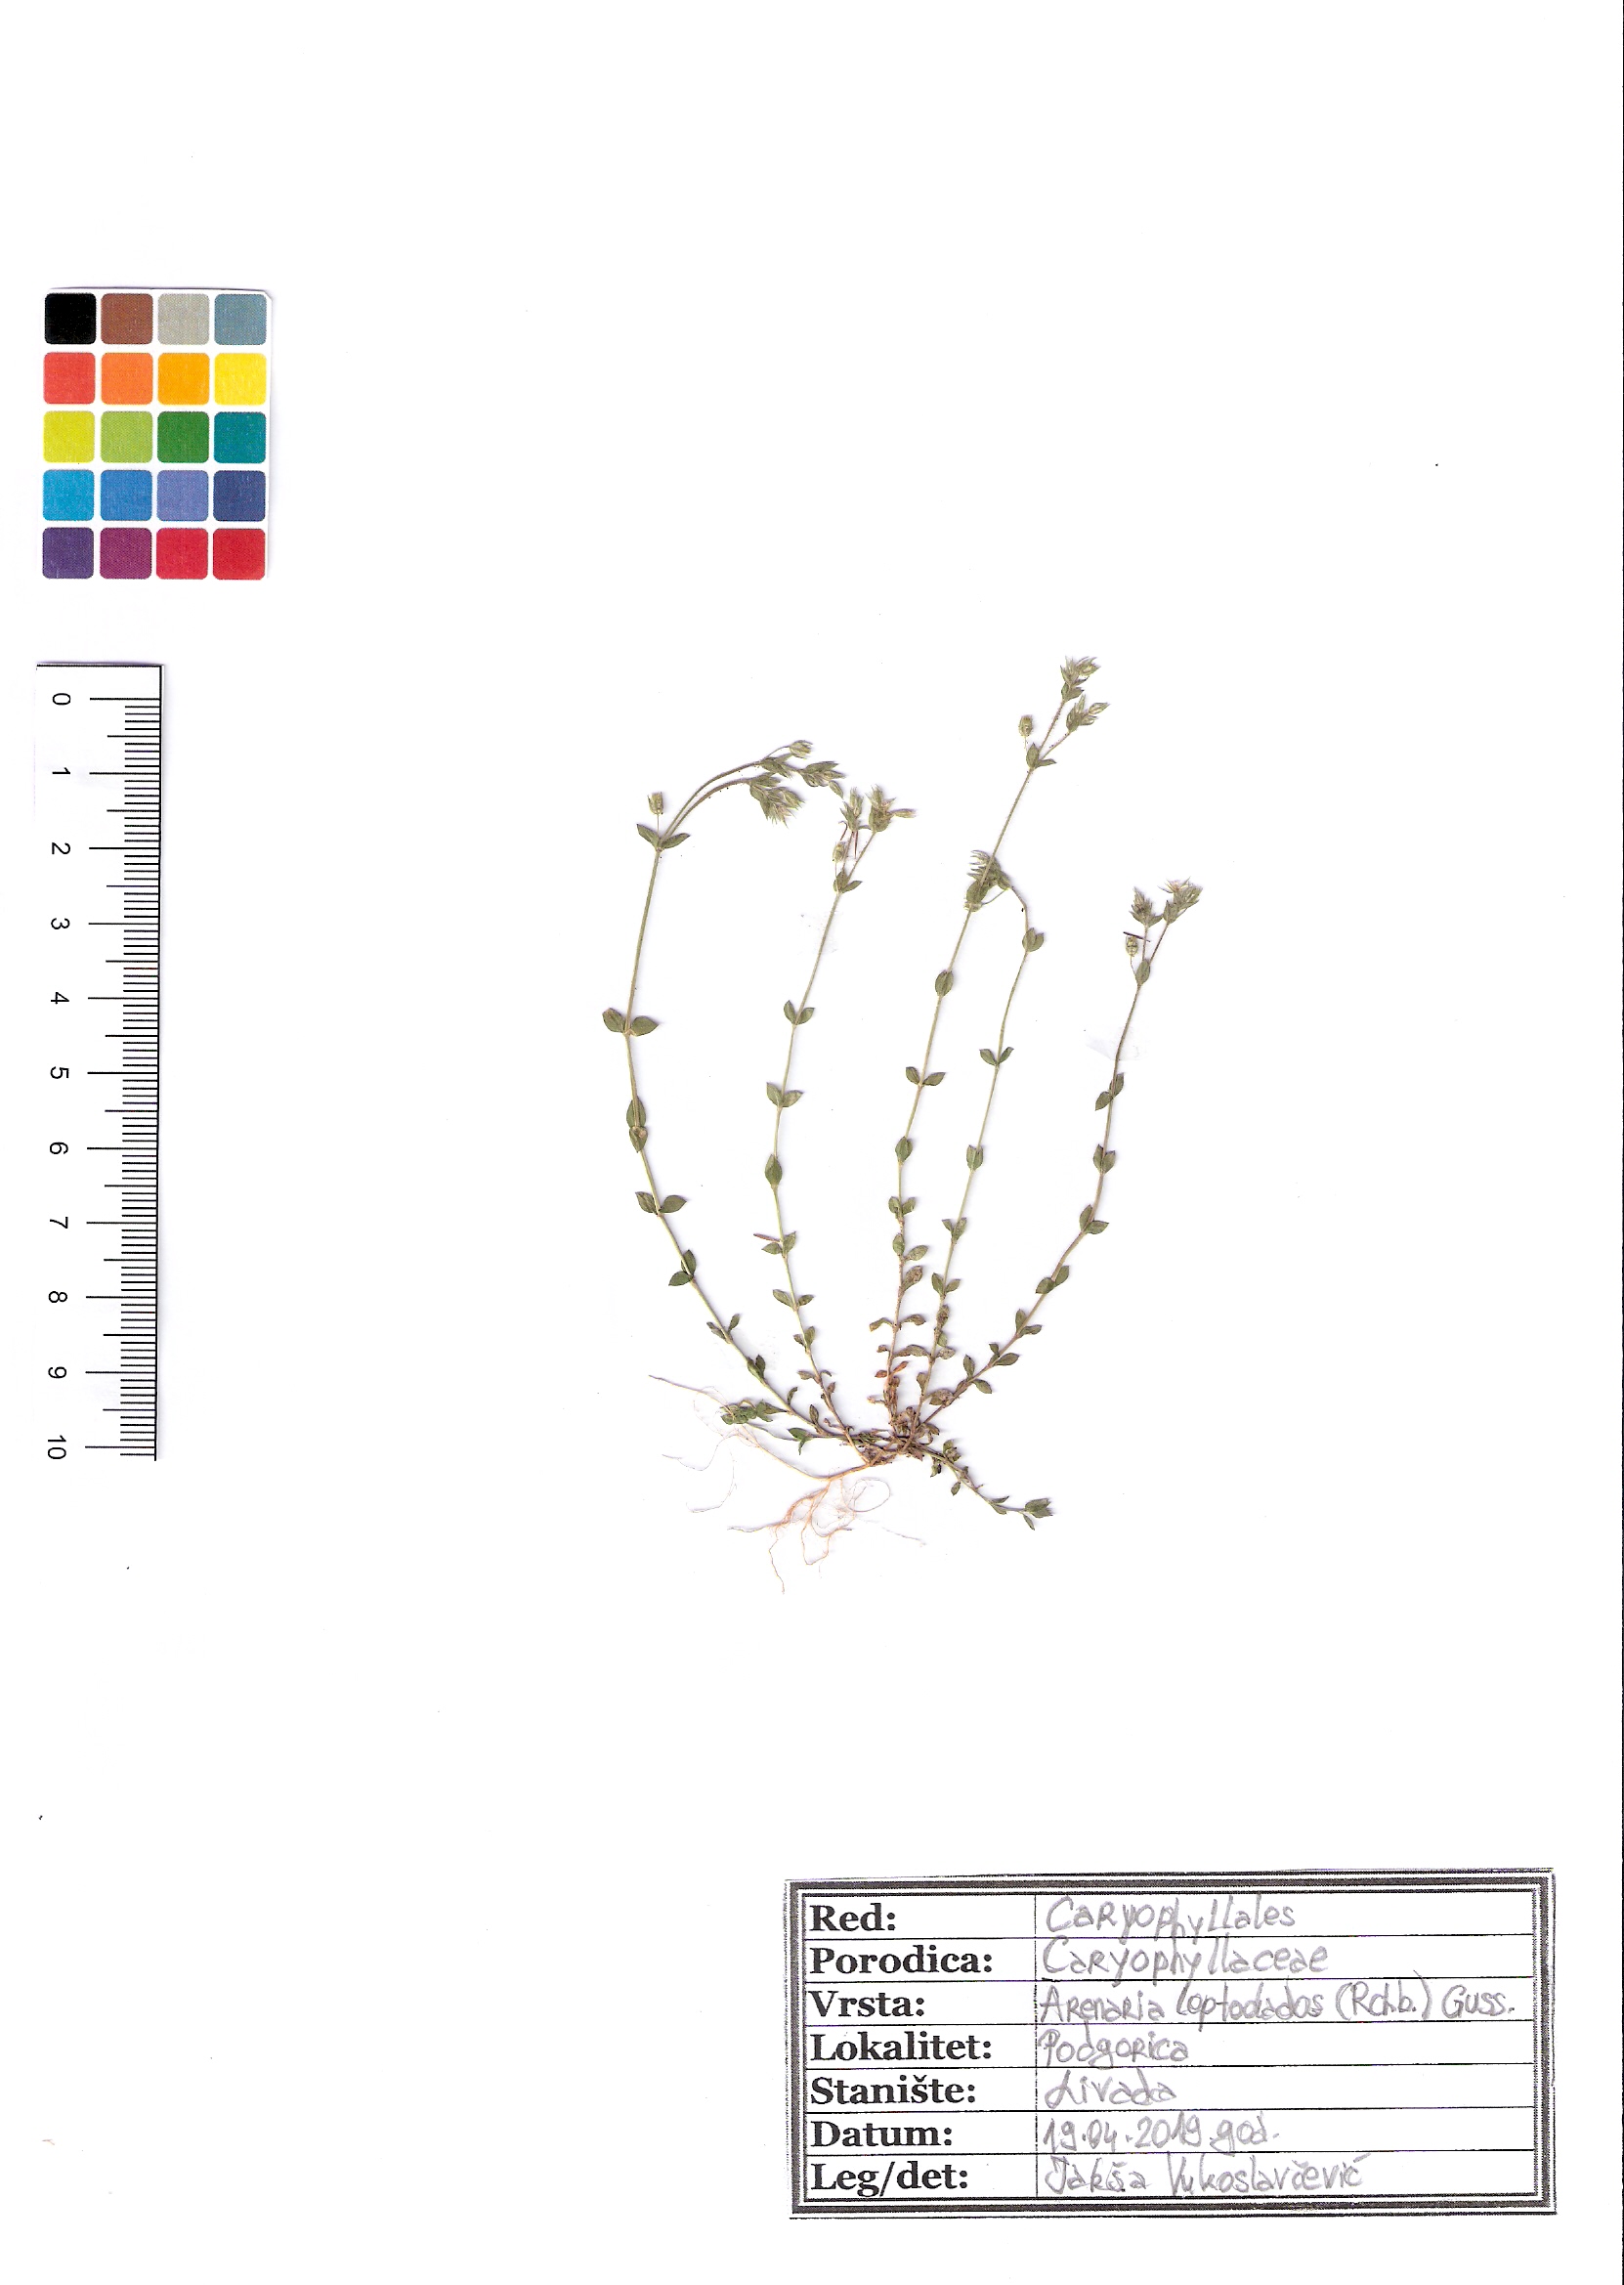 0
1
2
3
4
5
6
7
8
9
10
Red: Caryophyllales
Porodica: Caryophyllaceae
Vrsta: Arenaria leptoclados (Rchb.) Guss.
Lokalitet: Podgorica
Stanište: Livada
Datum: 19.04.2019.god.
Leg/det: Jakša Vukoslavčević